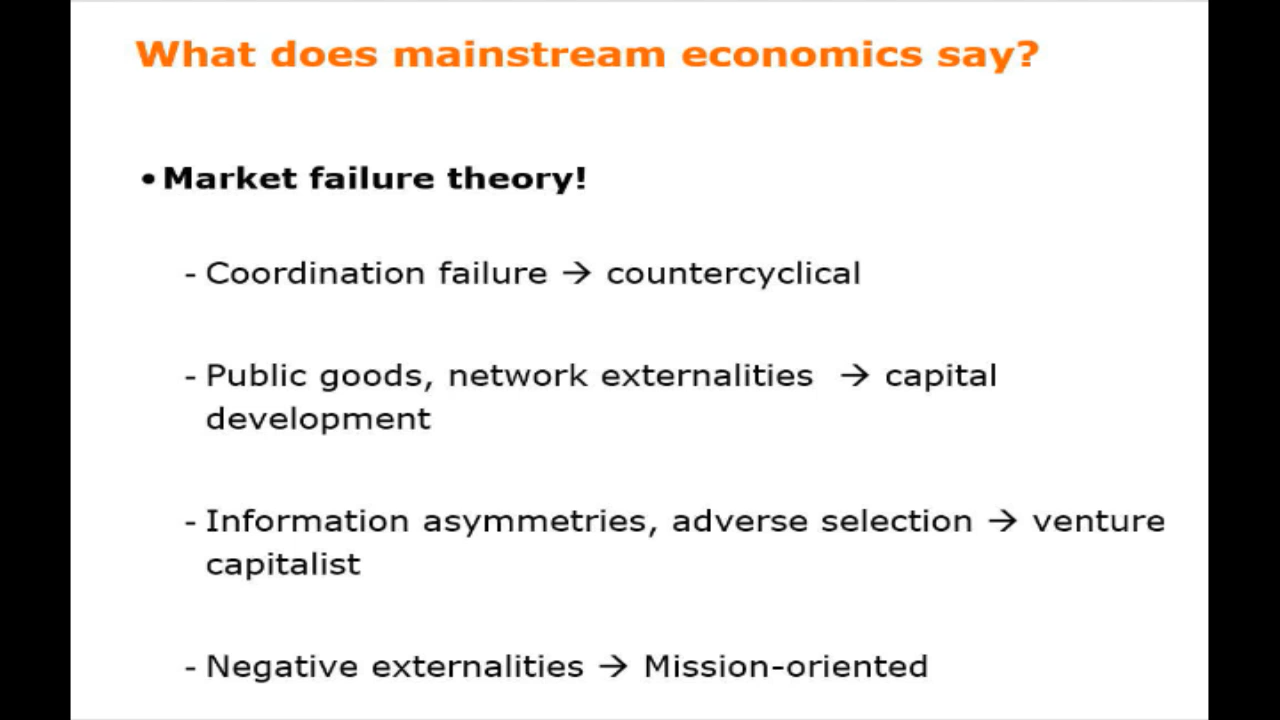 What does mainstream economics say?
•Market failure theory!
- Coordination failure → countercyclical
- Public goods, network externalities → capital
development
- Information asymmetries, adverse selection → venture
capitalist
- Negative externalities → Mission-oriented